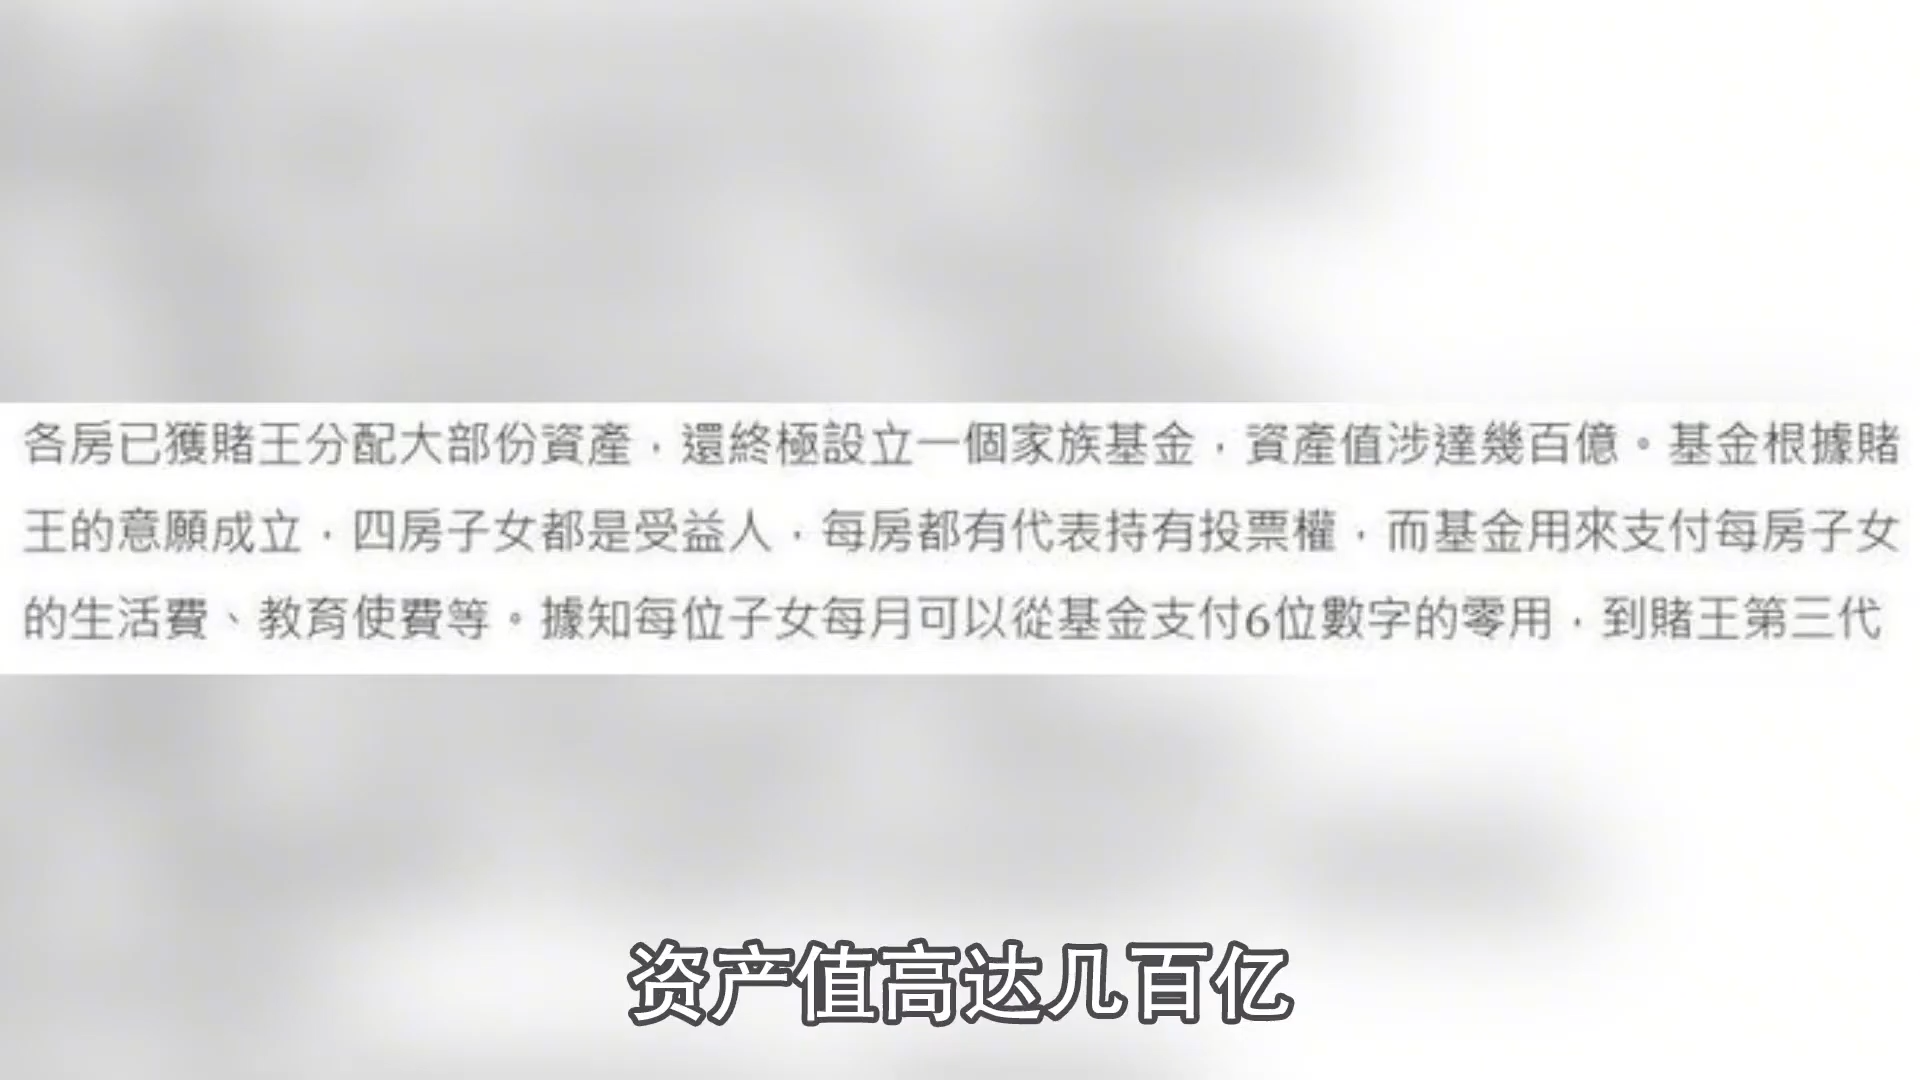 各房已獲賭王分配大部份資產，還終極設立一個家族基金，資產值涉達幾百億。基金根據賭
王的意願成立，四房子女都是受益人，每房都有代表持有投票權，而基金用來支付每房子女
的生活費、教育使費等。據知每位子女每月可以從基金支付6位數字的零用，到賭王第三代
资产值高达几百亿